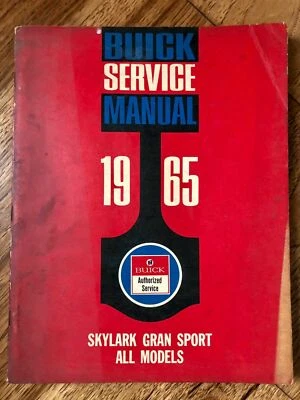 BUICK
SERVICE
MANUAL
19 65
BUICK
Authorized
Service
SKYLARK GRAN SPORT
ALL MODELS